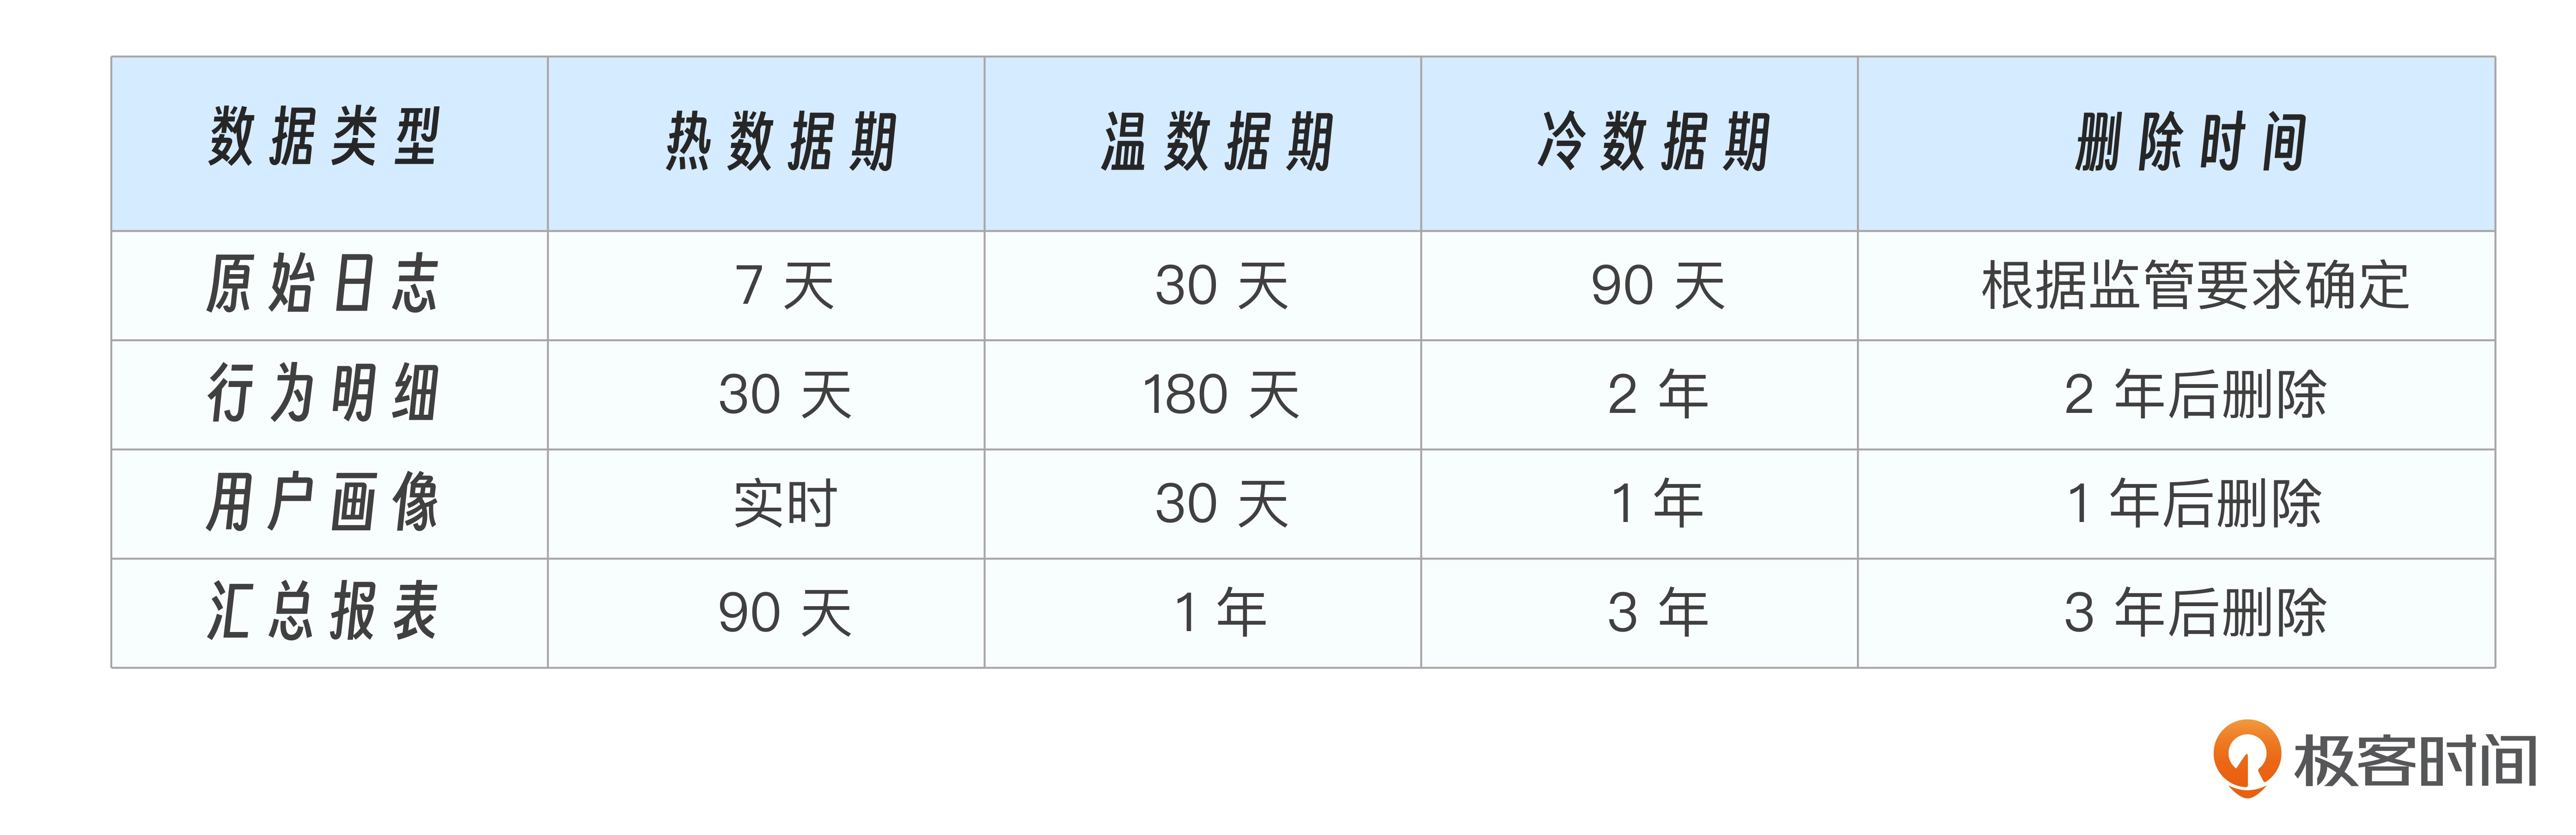 数据类型 热数据期 温数据期 冷数据期 删除时间
原始日志 7 天 30 天 90 天 根据监管要求确定
行为明细 30 天 180 天 2 年 2 年后删除
用户画像 实时 30 天 1 年 1 年后删除
汇总报表 90 天 1 年 3 年 3 年后删除
极客时间